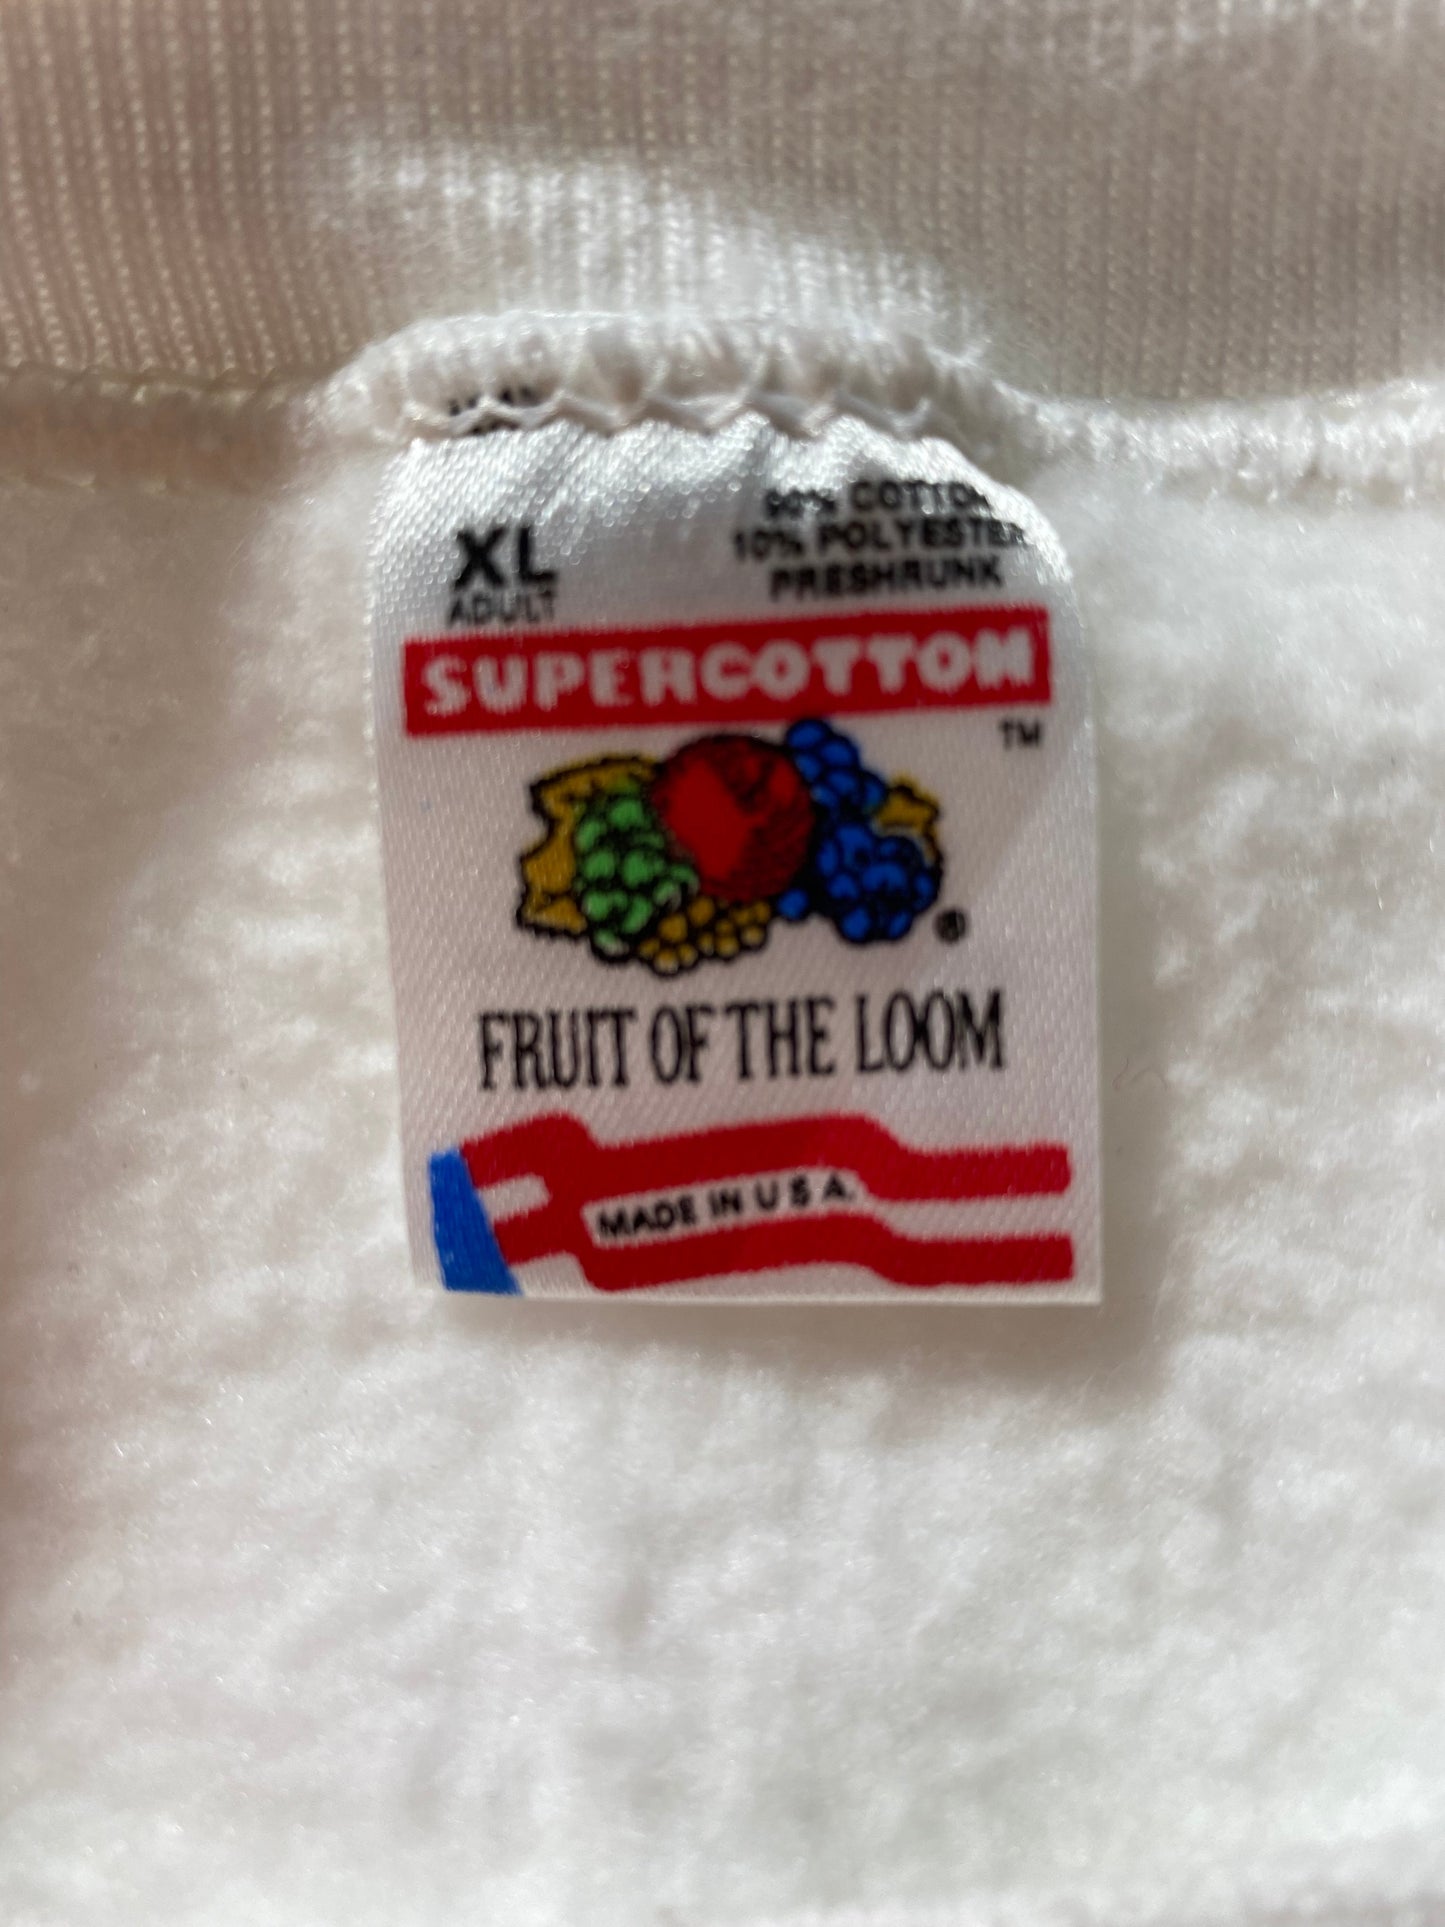 XL
ADULT
90% COTTON
10% POLYESTER
PRESHRUNK
SUPERCOTTON
TM
®
FRUIT OF THE LOOM
MADE IN U S A.